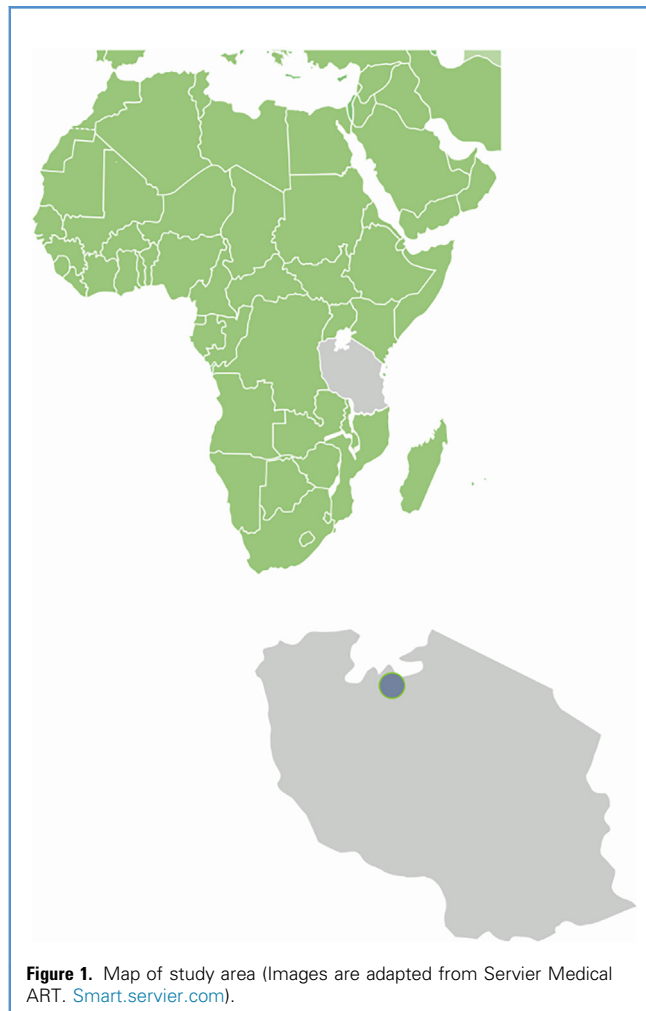 Figure 1. Map of study area (Images are adapted from Servier Medical
ART. Smart.servier.com).